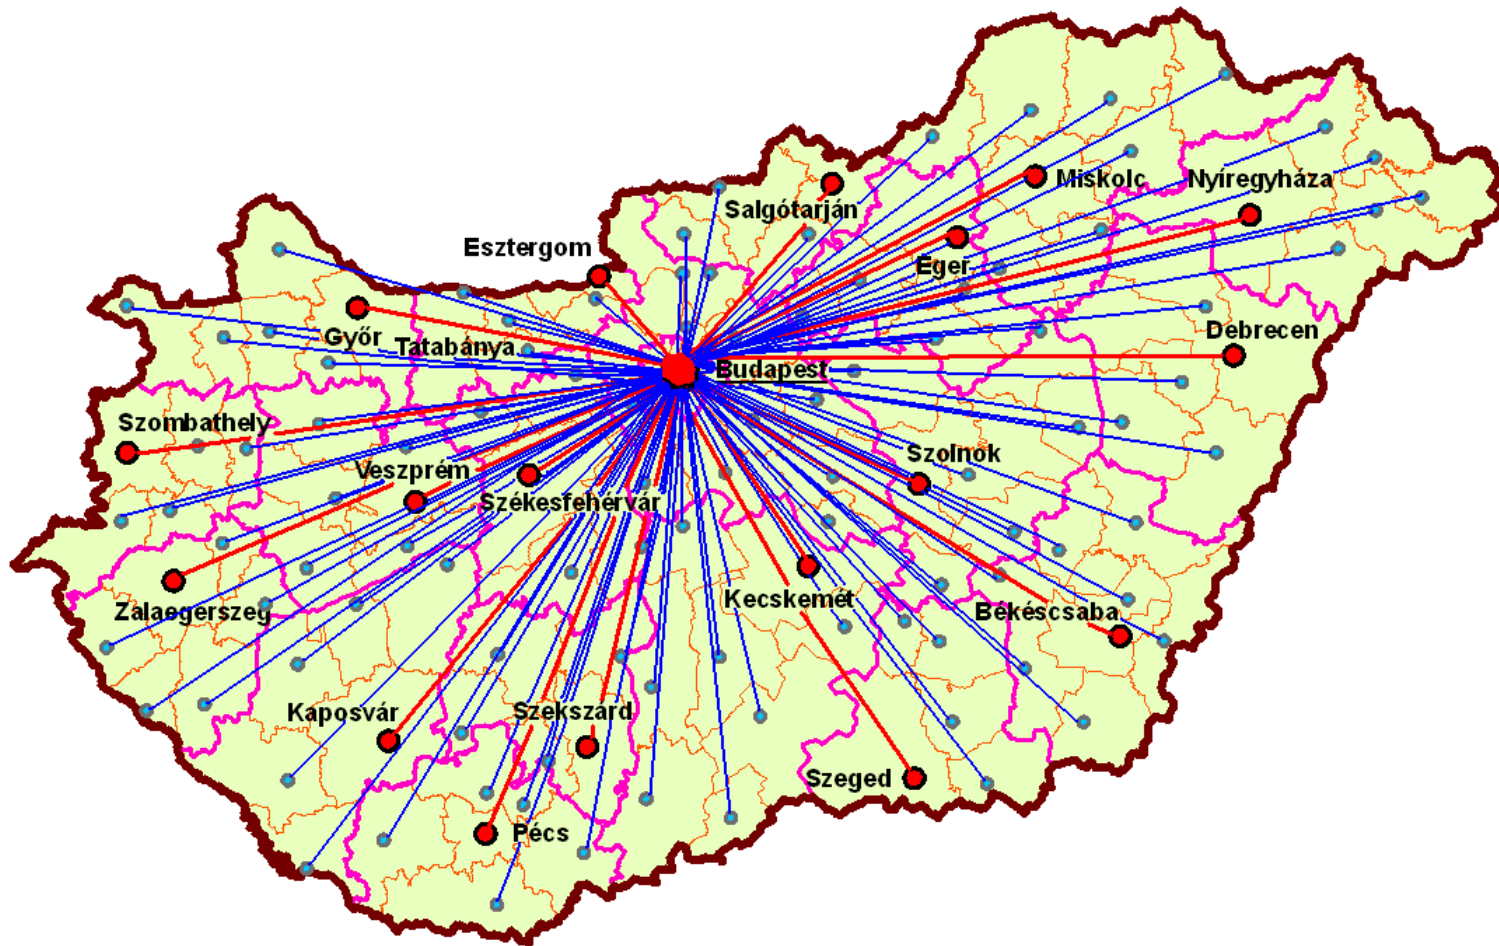 Miskolc
Nyíregyháza
Salgótarján
Esztergom
Eger
Debrecen
Győr
Tatabánya
Budapest
Szombathely
Szolnok
Veszprém
Székesfehérvár
Kecskemét
Zalaegerszeg
Békéscsaba
Kaposvár
Szekszárd
Szeged
Pécs